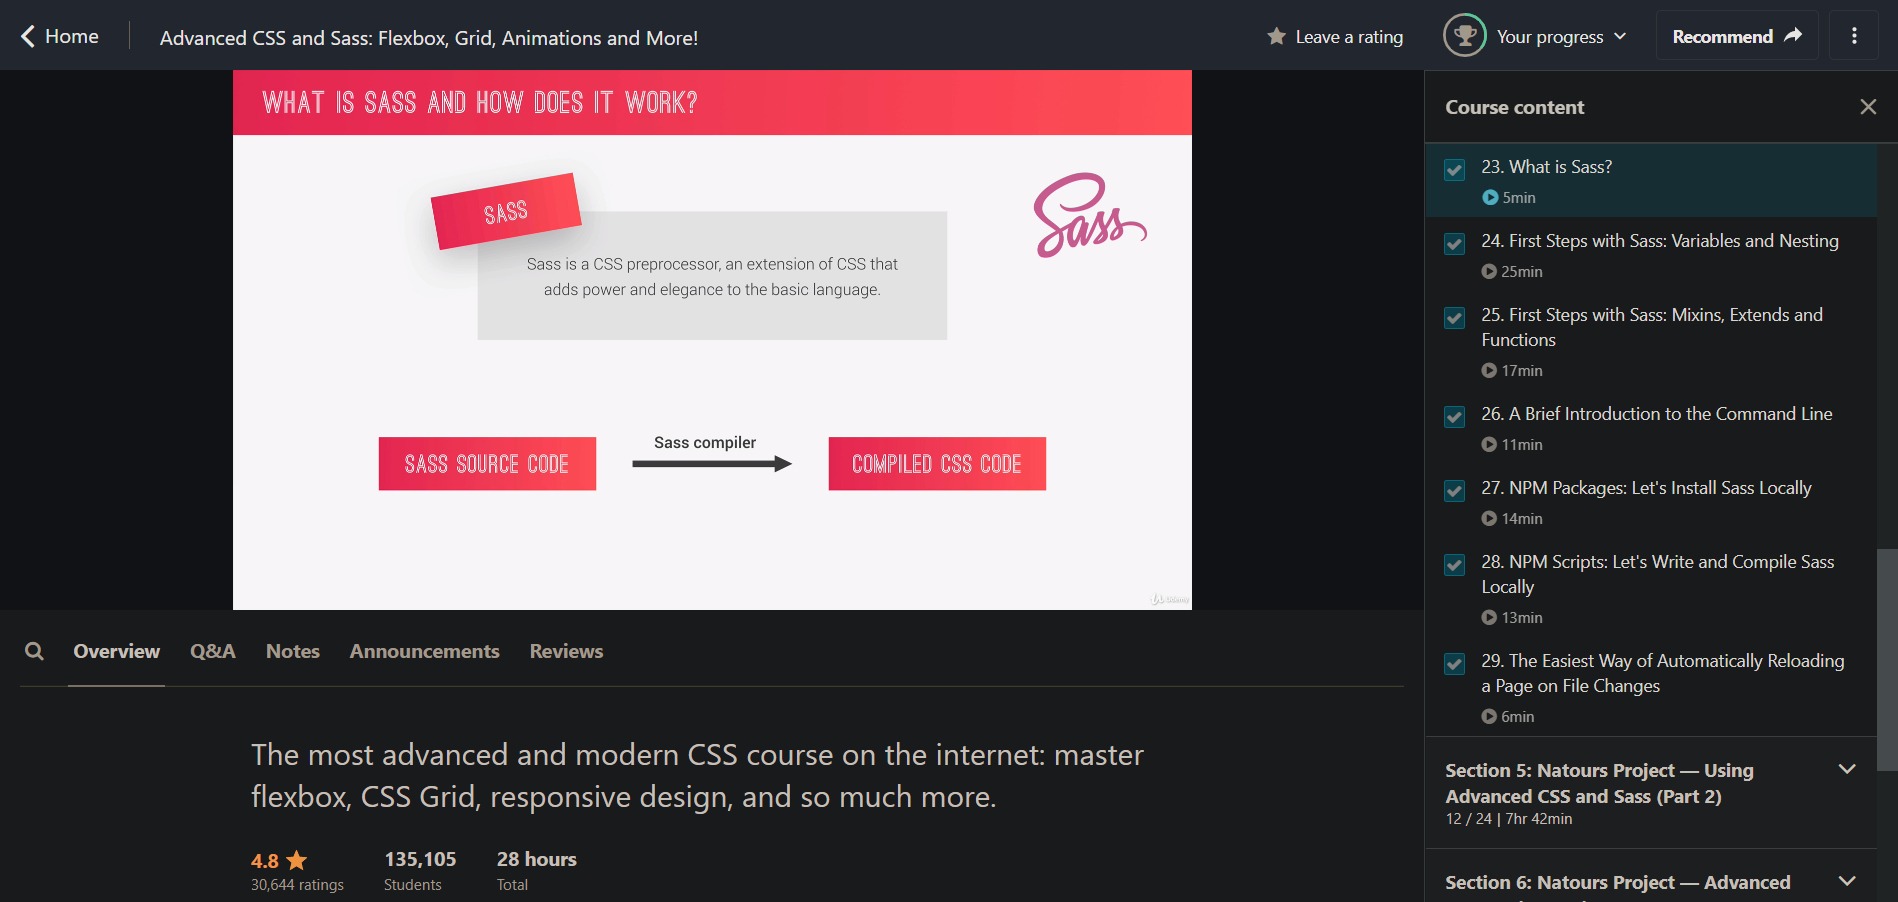 Home
Advanced CSS and Sass: Flexbox, Grid, Animations and More!
Leave a rating
Your progress
Recommend
WHAT IS SASS AND HOW DOES IT WORK?
SASS
Sass
Sass is a CSS preprocessor, an extension of CSS that
adds power and elegance to the basic language.
SASS SOURCE CODE
Sass compiler
COMPILED CSS CODE
Udemy
Overview
Q&A
Notes
Announcements
Reviews
The most advanced and modern CSS course on the internet: master
flexbox, CSS Grid, responsive design, and so much more.
4.8
135,105
28 hours
30,644 ratings
Students
Total
Course content
23. What is Sass?
5min
24. First Steps with Sass: Variables and Nesting
25min
25. First Steps with Sass: Mixins, Extends and
Functions
17min
26. A Brief Introduction to the Command Line
11min
27. NPM Packages: Let's Install Sass Locally
14min
28. NPM Scripts: Let's Write and Compile Sass
Locally
13min
29. The Easiest Way of Automatically Reloading
a Page on File Changes
6min
Section 5: Natours Project — Using
Advanced CSS and Sass (Part 2)
12 / 24 | 7hr 42min
Section 6: Natours Project — Advanced